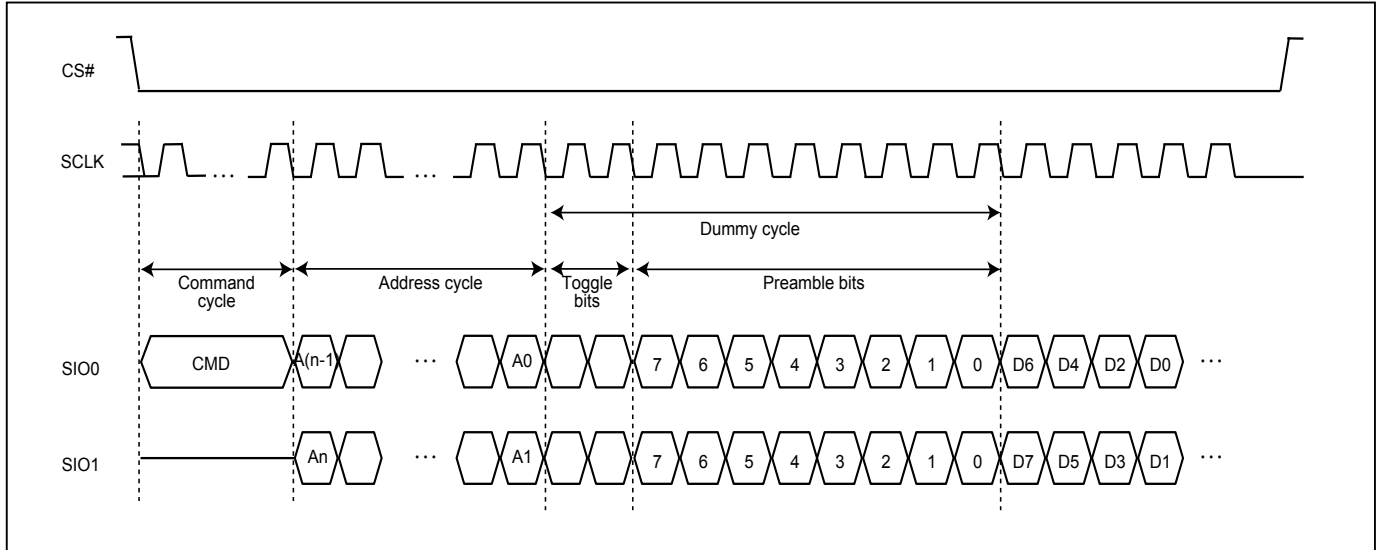 CS#
SCLK
…
…
Dummy cycle
Command
cycle
Address cycle
Toggle
bits
Preamble bits
SIO0
CMD
A(n-1)
…
A0
7
6
5
4
3
2
1
0
D6
D4
D2
D0
…
SIO1
An
…
A1
7
6
5
4
3
2
1
0
D7
D5
D3
D1
…